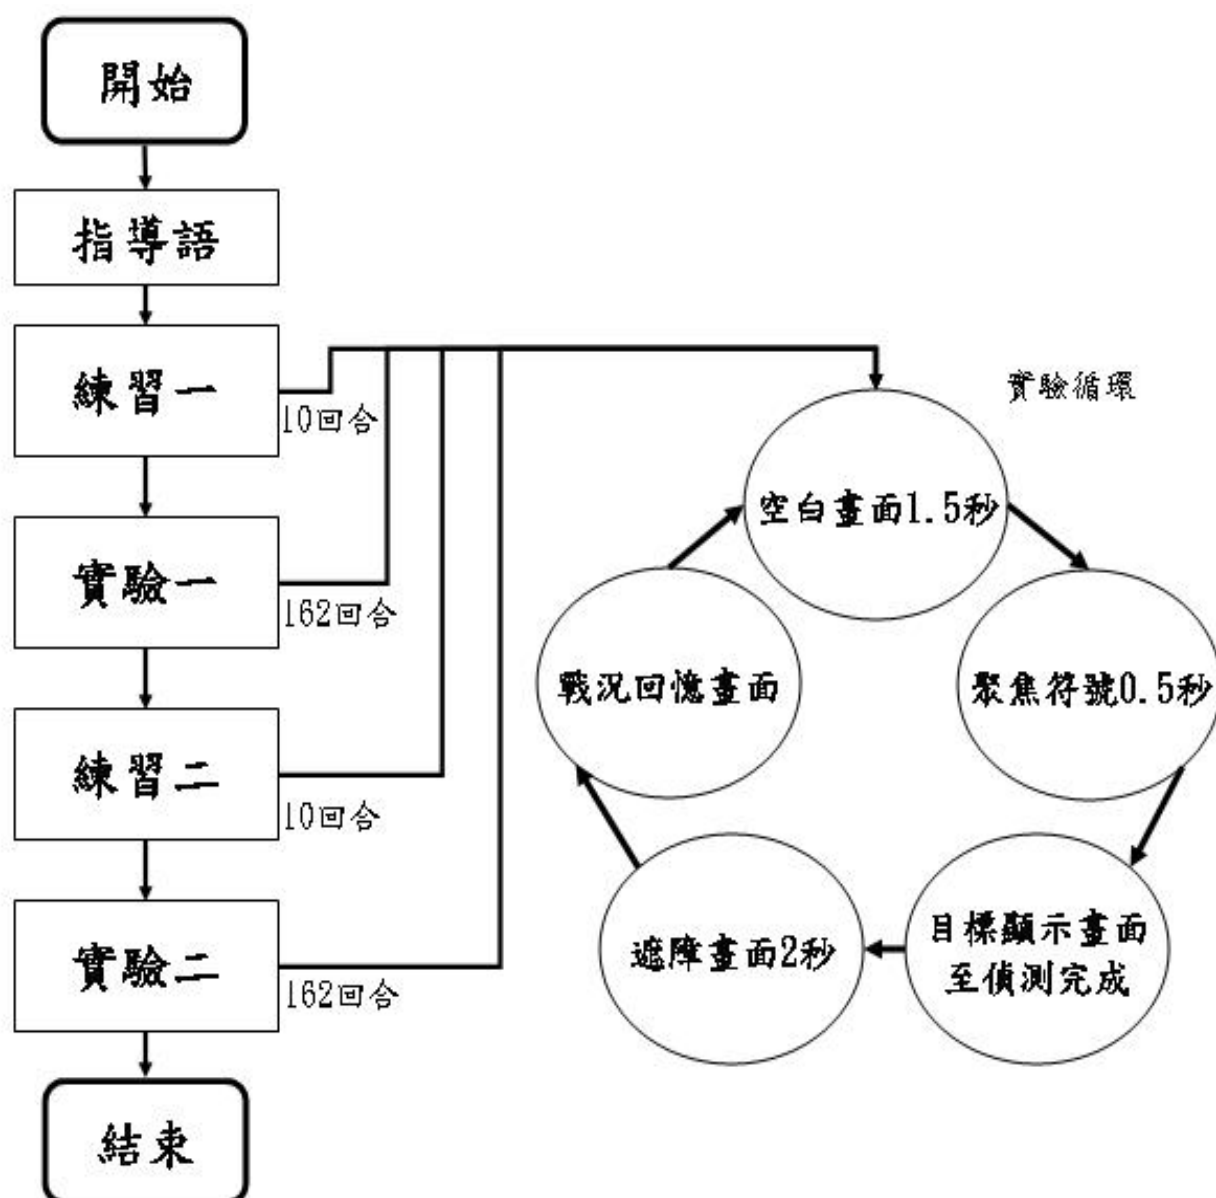 開始
指導語
練習一
10回合
實驗一
162回合
練習二
10回合
實驗二
162回合
結束
實驗循環
空白畫面1.5秒
聚焦符號0.5秒
目標顯示畫面
至偵測完成
遮障畫面2秒
戰況回憶畫面